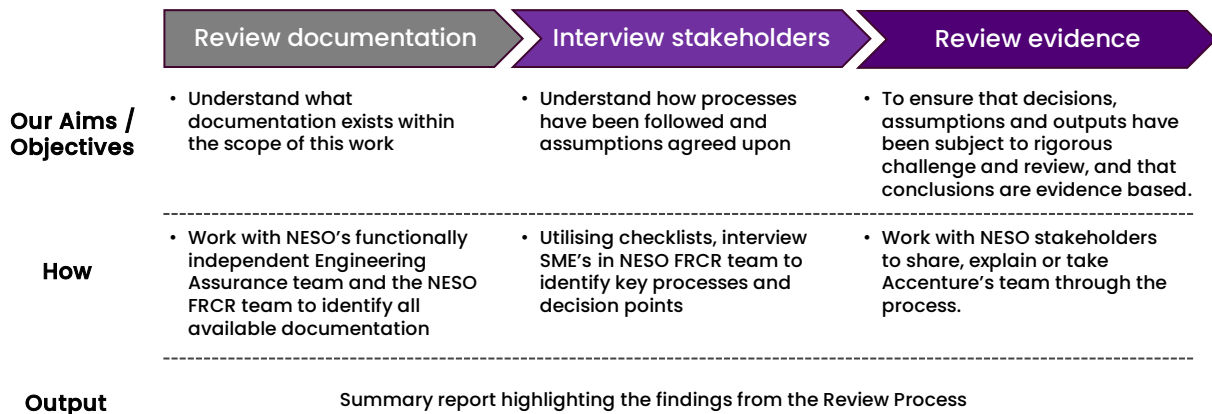 Review documentation
Interview stakeholders
Review evidence
Our Aims /
Objectives
• Understand what
documentation exists within
the scope of this work
• Understand how processes
have been followed and
assumptions agreed upon
• To ensure that decisions,
assumptions and outputs have
been subject to rigorous
challenge and review, and that
conclusions are evidence based.
How
• Work with NESO's functionally
independent Engineering
Assurance team and the NESO
FRCR team to identify all
available documentation
• Utilising checklists, interview
SME's in NESO FRCR team to
identify key processes and
decision points
• Work with NESO stakeholders
to share, explain or take
Accenture's team through the
process.
Output
Summary report highlighting the findings from the Review Process